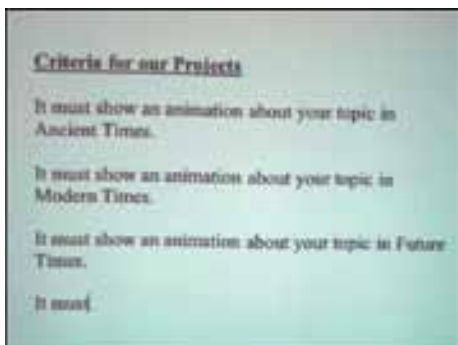 Criteria for our Projects
It must show an animation about your topic in
Ancient Times.
It must show an animation about your topic in
Modern Times.
It must show an animation about your topic in Future
Times.
It must